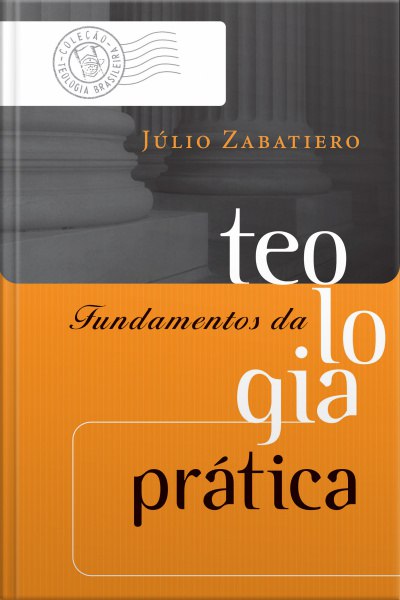 COLEÇÃO
TEOLOGIA BRASILEIRA
JÚLIO ZABATIERO
teo
Fundamentos da
lo
gia
prática